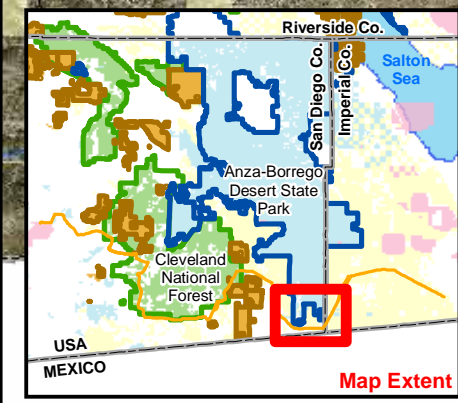 Riverside Co.
San Diego Co.
Imperial Co.
Salton
Sea
Anza-Borrego
Desert State
Park
Cleveland
National
Forest
USA
MEXICO
Map Extent